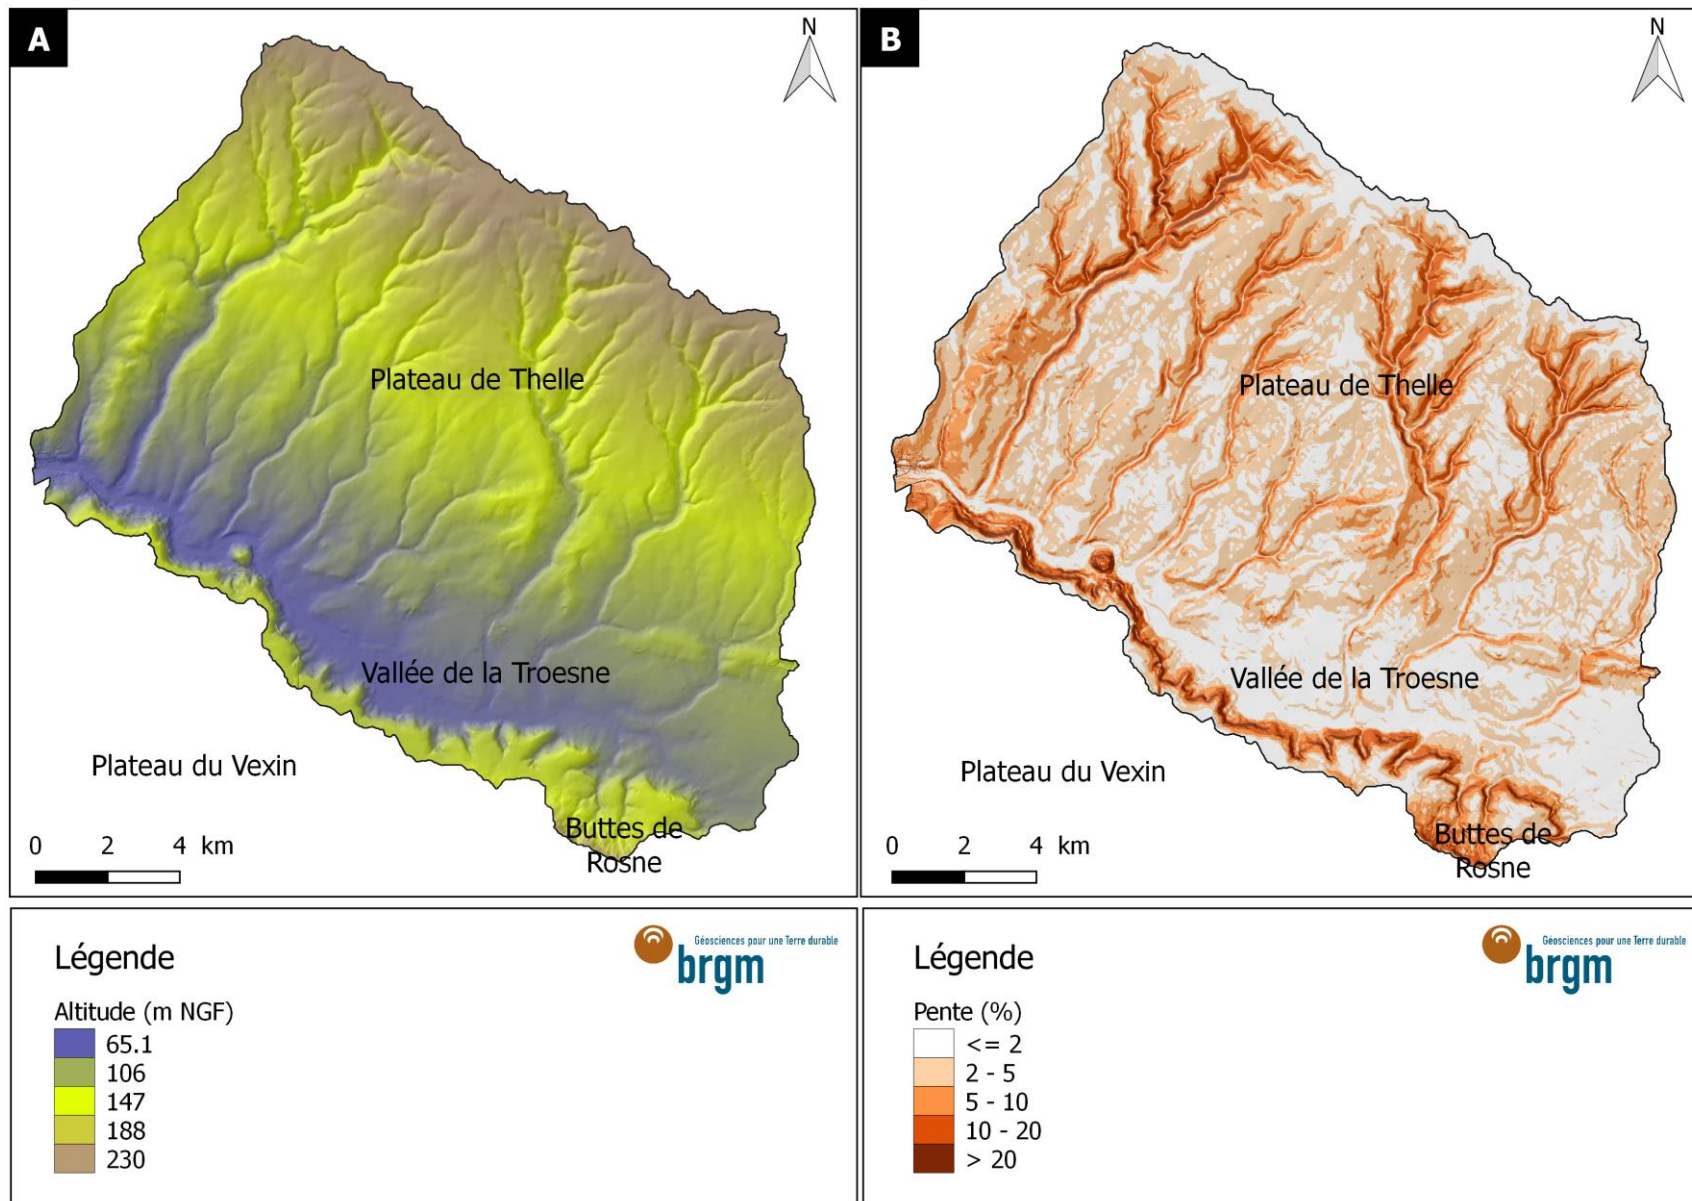 A
N
Plateau de Thelle
Vallée de la Troesne
Plateau du Vexin
Buttes de
Rosne
0 2 4 km
Légende
Géosciences pour une Terre durable
brgm
Altitude (m NGF)
65.1
106
147
188
230
B
N
Plateau de Thelle
Vallée de la Troesne
Plateau du Vexin
Buttes de
Rosne
0 2 4 km
Légende
Géosciences pour une Terre durable
brgm
Pente (%)
<= 2
2 - 5
5 - 10
10 - 20
> 20